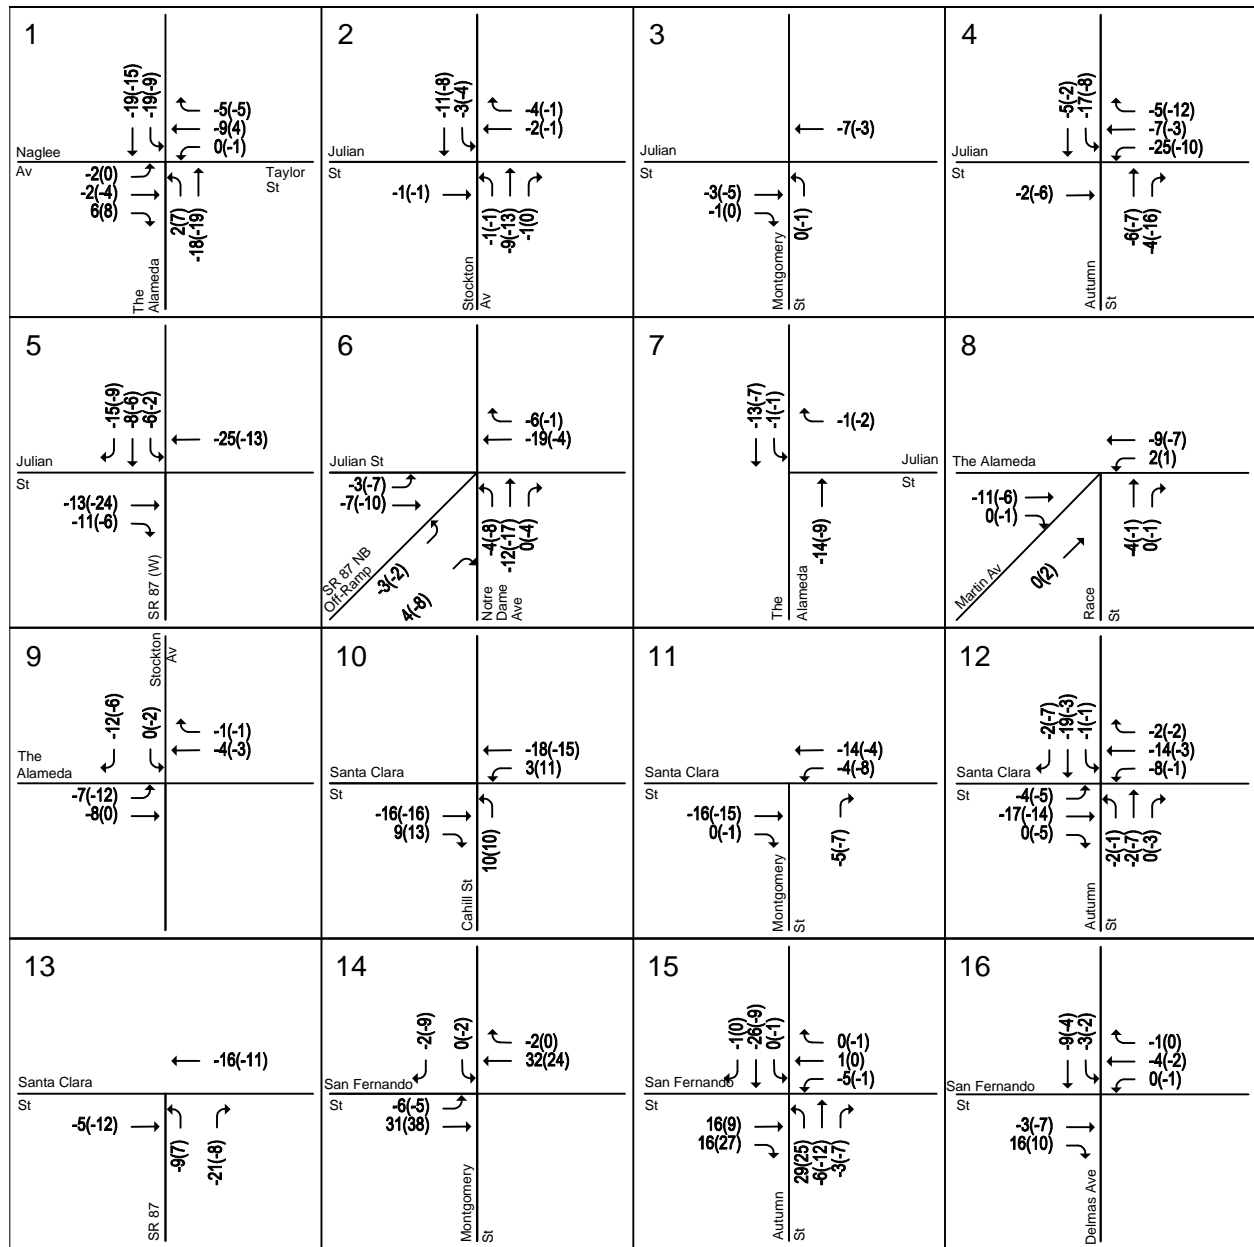 1
-19(-15)
-19(-9)
-5(-5)
-9(4)
0(-1)
Naglee
Av
Taylor
St
-2(0)
-2(-4)
6(8)
2(7)
-18(-19)
The
Alameda
2
-11(-8)
-3(-4)
-4(-1)
-2(-1)
Julian
St
-1(-1)
-1(-1)
-9(-13)
-1(0)
Stockton
Av
3
-7(-3)
Julian
St
-3(-5)
-1(0)
0(-1)
Montgomery
St
4
-5(-2)
-17(-8)
-5(-12)
-7(-3)
-25(-10)
Julian
St
-2(-6)
-6(-7)
-4(-16)
Autumn
St
5
-15(-9)
-8(-6)
-6(-2)
-25(-13)
Julian
St
-13(-24)
-11(-6)
SR 87 (W)
6
-6(-1)
-19(-4)
Julian St
-3(-7)
-7(-10)
-4(-8)
-12(-17)
0(-4)
SR 87 NB
Off-Ramp
-3(-2)
4(-8)
Notre
Dame
Ave
7
-13(-7)
-1(-1)
-1(-2)
Julian
St
-14(-9)
The
Alameda
8
-9(-7)
2(1)
The Alameda
-11(-6)
0(-1)
-4(-1)
0(-1)
Martin Av
0(2)
Race
St
9
Stockton
Av
-12(-6)
0(-2)
-1(-1)
-4(-3)
The
Alameda
-7(-12)
-8(0)
10
-18(-15)
3(11)
Santa Clara
St
-16(-16)
9(13)
10(10)
Cahill St
11
-14(-4)
-4(-8)
Santa Clara
St
-16(-15)
0(-1)
-5(-7)
Montgomery
St
12
-2(-7)
-19(-3)
-1(-1)
-2(-2)
-14(-3)
-8(-1)
Santa Clara
St
-4(-5)
-17(-14)
0(-5)
-2(-1)
-2(-7)
0(-3)
Autumn
St
13
-16(-11)
Santa Clara
St
-5(-12)
-9(7)
-21(-8)
SR 87
14
-2(-9)
0(-2)
-2(0)
32(24)
San Fernando
St
-6(-5)
31(38)
Montgomery
St
15
-1(0)
-26(-9)
0(-1)
0(-1)
1(0)
-5(-1)
San Fernando
St
16(9)
16(27)
29(25)
-6(-12)
-3(-7)
Autumn
St
16
-9(-4)
-3(-2)
-1(0)
-4(-2)
0(-1)
San Fernando
St
-3(-7)
16(10)
Delmas Ave